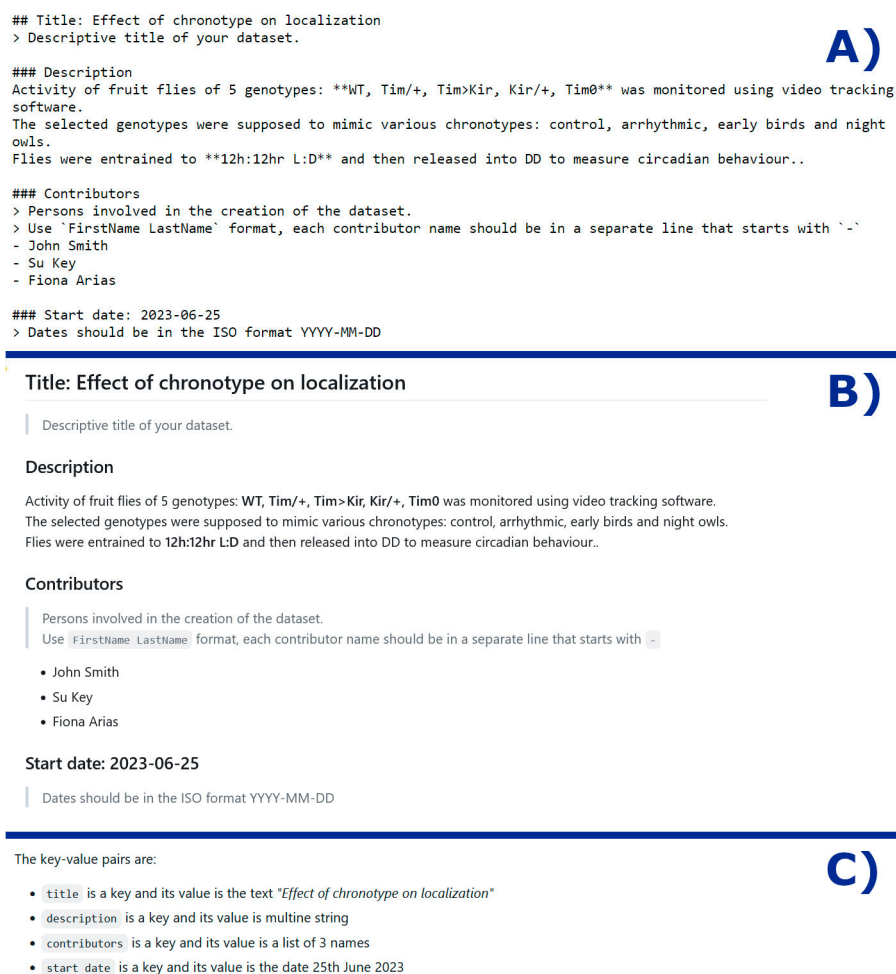 ## Title: Effect of chronotype on localization
> Descriptive title of your dataset.
A)
### Description
Activity of fruit flies of 5 genotypes: **WT, Tim/+, Tim>Kir, Kir/+, Tim0** was monitored using video tracking
software.
The selected genotypes were supposed to mimic various chronotypes: control, arrhythmic, early birds and night
owls.
Flies were entrained to **12h:12hr L:D** and then released into DD to measure circadian behaviour..
### Contributors
> Persons involved in the creation of the dataset.
> Use `FirstName LastName` format, each contributor name should be in a separate line that starts with `-`
- John Smith
- Su Key
- Fiona Arias
### Start date: 2023-06-25
> Dates should be in the ISO format YYYY-MM-DD
Title: Effect of chronotype on localization
B)
Descriptive title of your dataset.
Description
Activity of fruit flies of 5 genotypes: WT, Tim/+, Tim>Kir, Kir/+, Tim0 was monitored using video tracking software.
The selected genotypes were supposed to mimic various chronotypes: control, arrhythmic, early birds and night owls.
Flies were entrained to 12h:12hr L:D and then released into DD to measure circadian behaviour..
Contributors
Persons involved in the creation of the dataset.
Use FirstName LastName format, each contributor name should be in a separate line that starts with -
• John Smith
• Su Key
• Fiona Arias
Start date: 2023-06-25
Dates should be in the ISO format YYYY-MM-DD
The key-value pairs are:
C)
• title is a key and its value is the text "Effect of chronotype on localization"
• description is a key and its value is multine string
• contributors is a key and its value is a list of 3 names
• start date is a key and its value is the date 25th June 2023